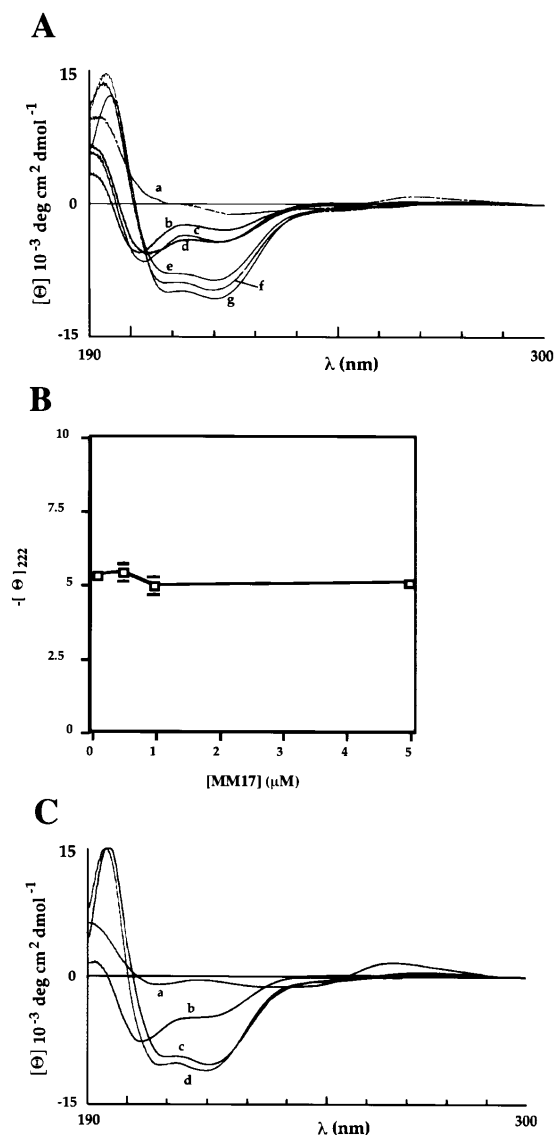 A
15
0
-15
[Θ] 10⁻³ deg cm² dmol⁻¹
a
b
c
d
e
f
g
190
300
λ (nm)
B
10
7.5
5
2.5
0
-[ Θ ]₂₂₂
0
1
2
3
4
5
[MM17] (μM)
C
15
0
-15
[Θ] 10⁻³ deg cm² dmol⁻¹
a
b
c
d
190
300
λ (nm)